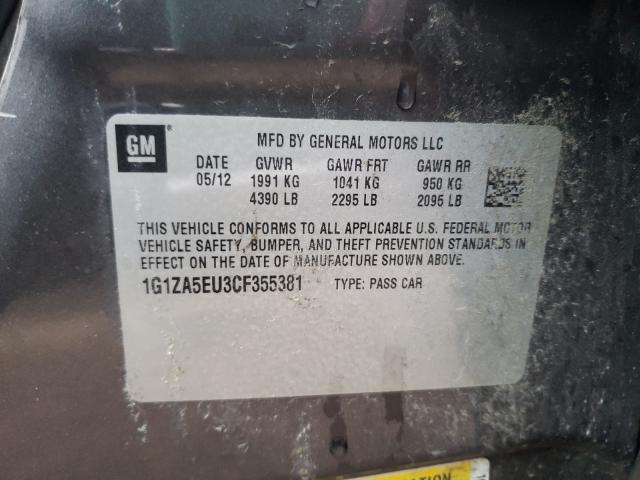 GM
MFD BY GENERAL MOTORS LLC
DATE GVWR GAWR FRT GAWR RR
05/12 1991 KG 1041 KG 950 KG
4390 LB 2295 LB 2095 LB
THIS VEHICLE CONFORMS TO ALL APPLICABLE U.S. FEDERAL MOTOR
VEHICLE SAFETY, BUMPER, AND THEFT PREVENTION STANDARDS IN
EFFECT ON THE DATE OF MANUFACTURE SHOWN ABOVE.
1G1ZA5EU3CF355381 TYPE: PASS CAR